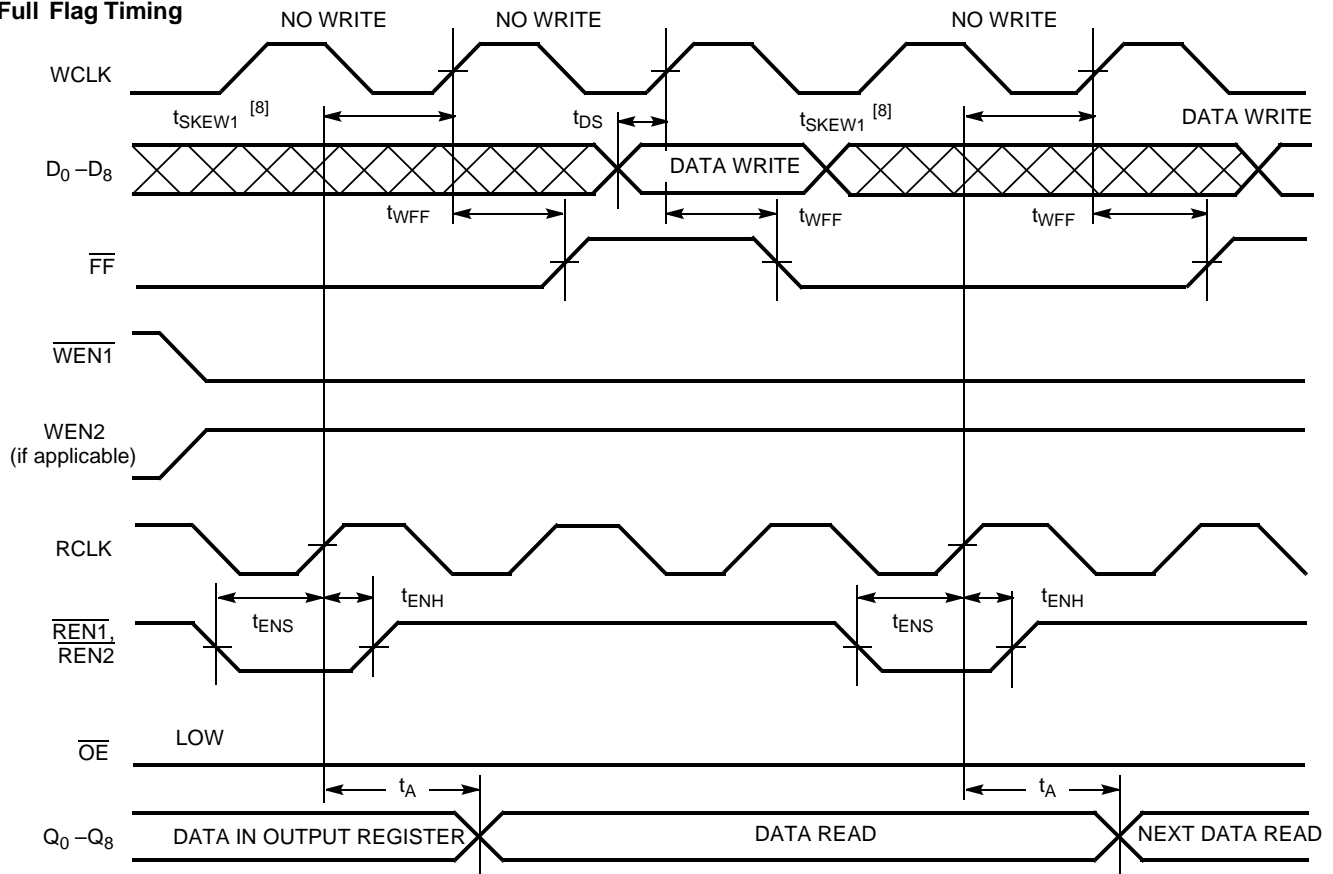 Full Flag Timing
NO WRITE NO WRITE NO WRITE
WCLK
tSKEW1 [8] tDS tSKEW1 [8] DATA WRITE
D0 –D8 DATA WRITE
tWFF tWFF tWFF
FF
WEN1
WEN2
(if applicable)
RCLK
tENH tENH
tENS tENS
REN1,
REN2
LOW
OE
tA tA
Q0 –Q8 DATA IN OUTPUT REGISTER DATA READ NEXT DATA READ